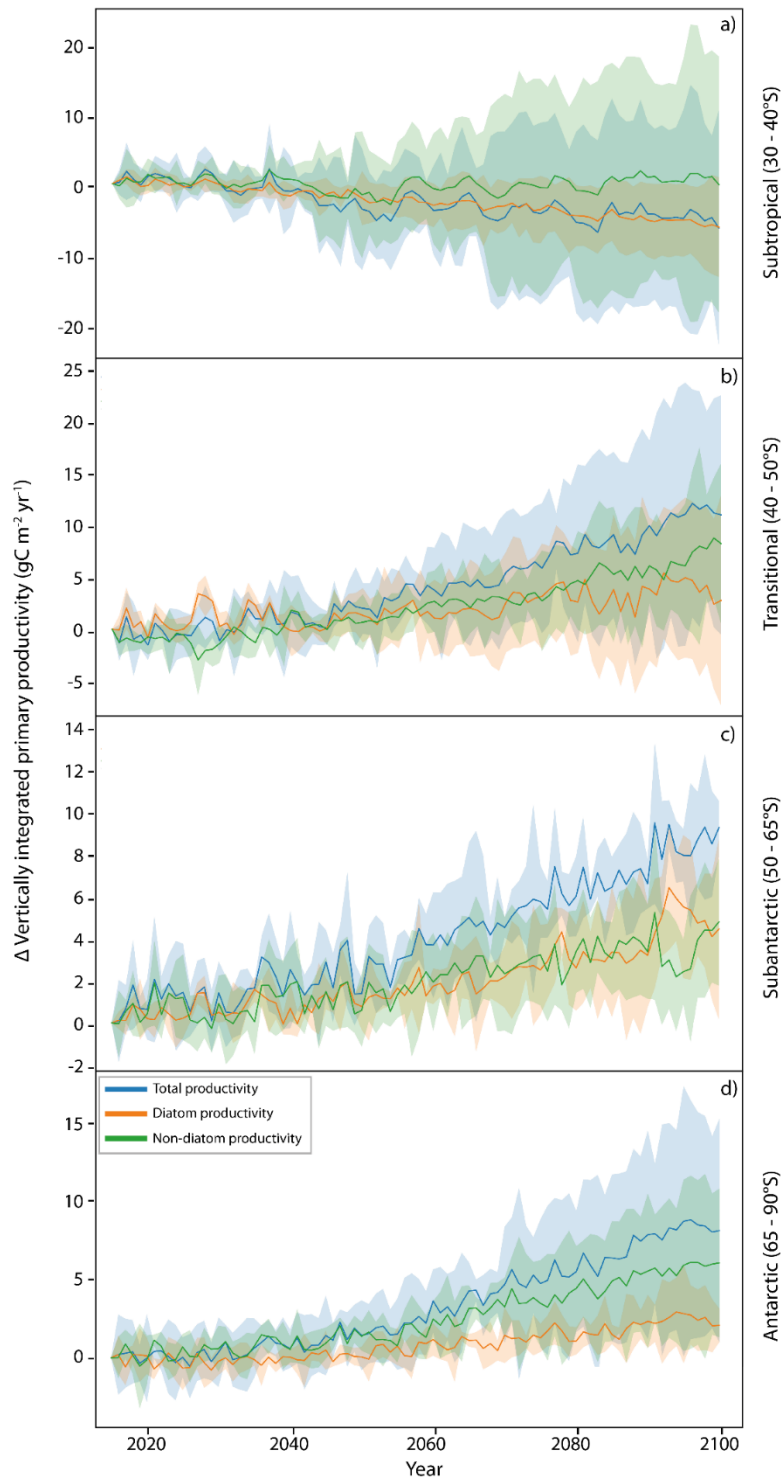 Δ Vertically integrated primary productivity (gC m⁻² yr⁻¹)
a)
20
10
0
-10
-20
Subtropical (30 - 40°S)
b)
25
20
15
10
5
0
-5
Transitional (40 - 50°S)
c)
14
12
10
8
6
4
2
0
-2
Subantarctic (50 - 65°S)
d)
Total productivity
Diatom productivity
Non-diatom productivity
15
10
5
0
Antarctic (65 - 90°S)
2020
2040
2060
2080
2100
Year